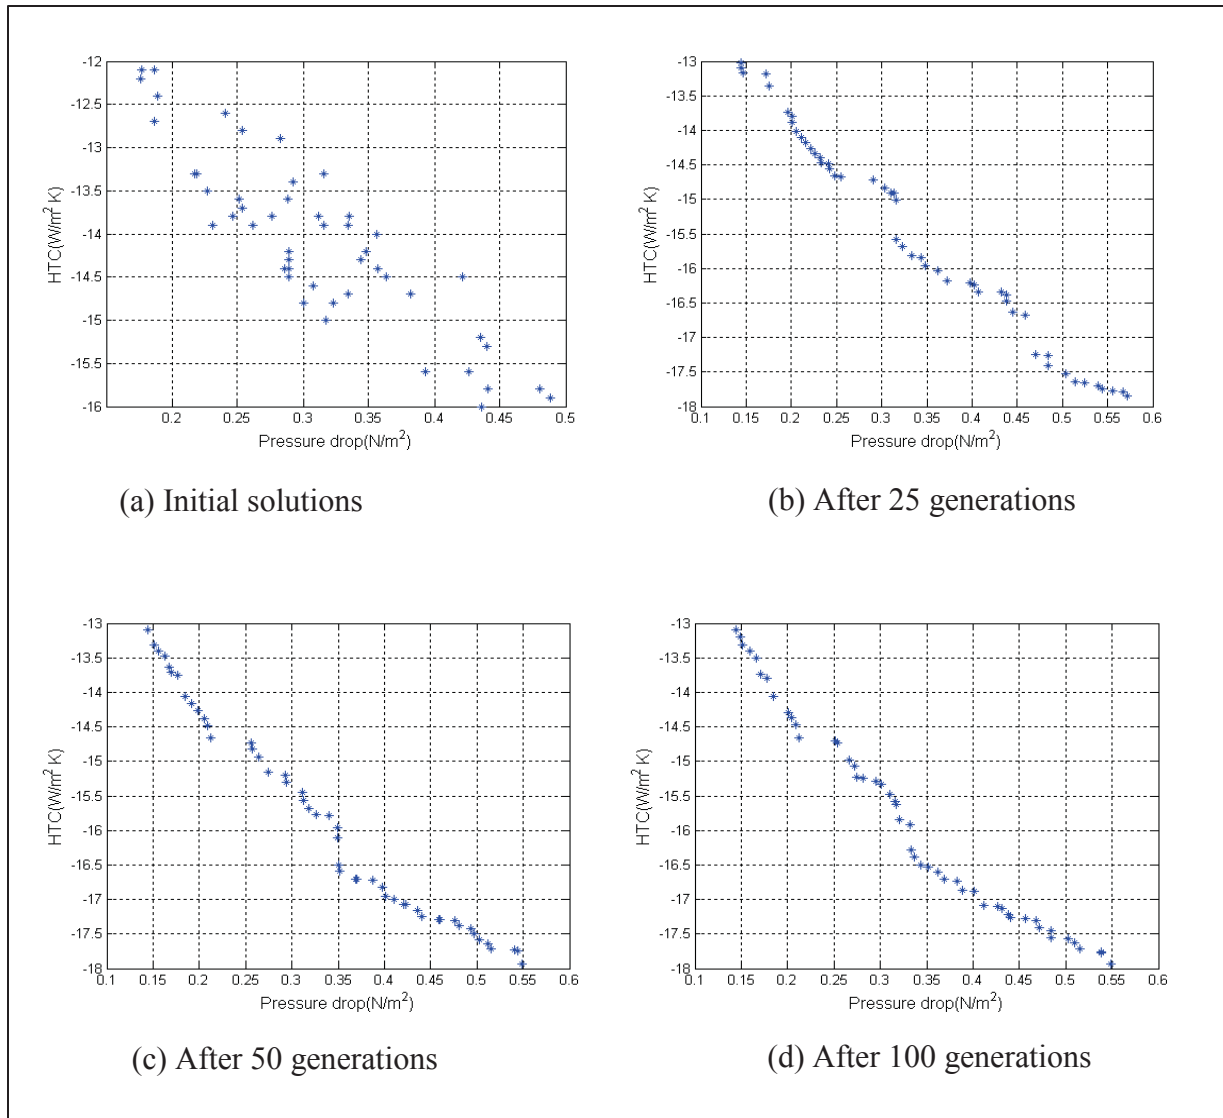 -12
-12.5
-13
-13.5
-14
-14.5
-15
-15.5
-16
HTC(W/m² K)
0.2 0.25 0.3 0.35 0.4 0.45 0.5
Pressure drop(N/m²)
(a) Initial solutions
-13
-13.5
-14
-14.5
-15
-15.5
-16
-16.5
-17
-17.5
-18
HTC(W/m² K)
0.1 0.15 0.2 0.25 0.3 0.35 0.4 0.45 0.5 0.55 0.6
Pressure drop(N/m²)
(b) After 25 generations
-13
-13.5
-14
-14.5
-15
-15.5
-16
-16.5
-17
-17.5
-18
HTC(W/m² K)
0.1 0.15 0.2 0.25 0.3 0.35 0.4 0.45 0.5 0.55 0.6
Pressure drop(N/m²)
(c) After 50 generations
-13
-13.5
-14
-14.5
-15
-15.5
-16
-16.5
-17
-17.5
-18
HTC(W/m² K)
0.1 0.15 0.2 0.25 0.3 0.35 0.4 0.45 0.5 0.55 0.6
Pressure drop(N/m²)
(d) After 100 generations